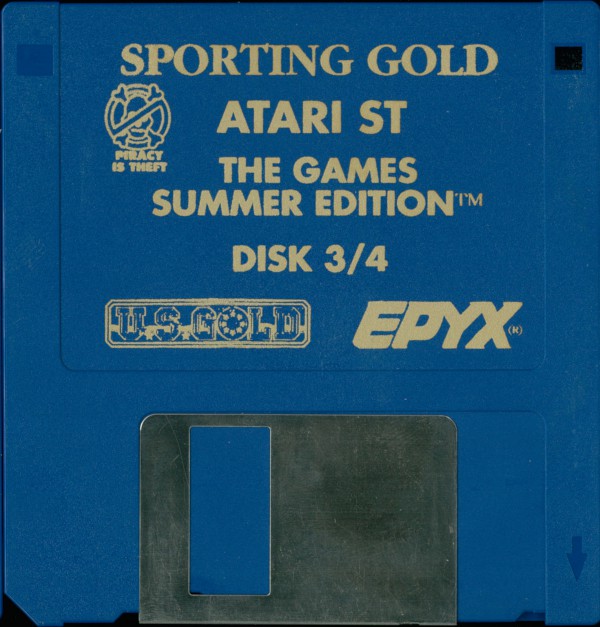 SPORTING GOLD
ATARI ST
PIRACY
IS THEFT
THE GAMES
SUMMER EDITION™
DISK 3/4
U.S.GOLD
EPYX(R)